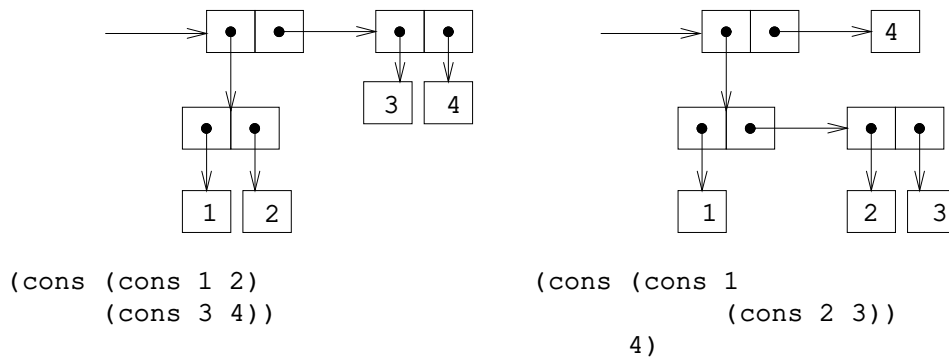 4
3 4
1 2
1 2 3
(cons (cons 1 2)
(cons 3 4))
(cons (cons 1
(cons 2 3))
4)